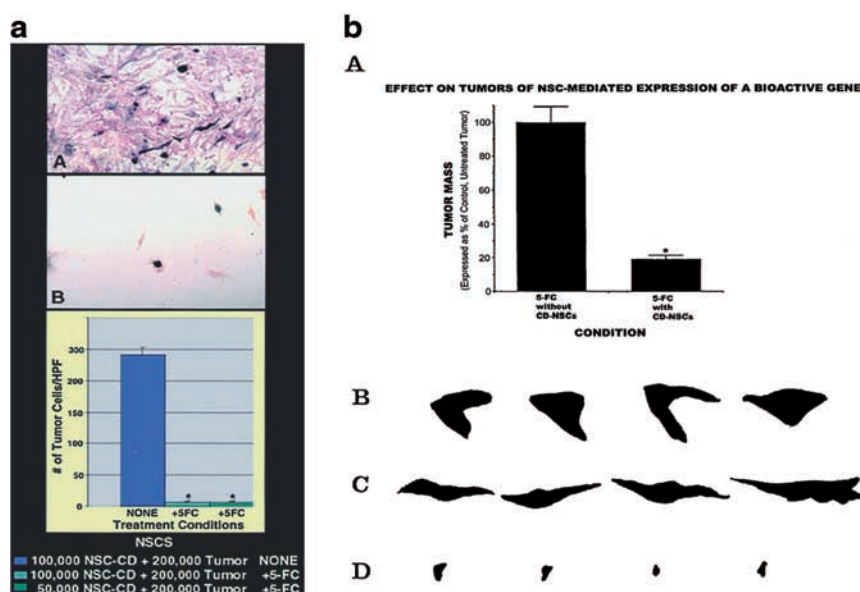 a
A
B
250
200
150
100
50
0
# of Tumor Cells/HPF
*
*
NONE +5FC +5FC
Treatment Conditions
NSCS
100,000 NSC-CD + 200,000 Tumor NONE
100,000 NSC-CD + 200,000 Tumor +5-FC
50,000 NSC-CD + 200,000 Tumor +5-FC
b
A
EFFECT ON TUMORS OF NSC-MEDIATED EXPRESSION OF A BIOACTIVE GENE
TUMOR MASS
(Expressed as % of Control, Untreated Tumor)
100
80
60
40
20
0
*
5-FC
without
CD-NSCs
5-FC
with
CD-NSCs
CONDITION
B
C
D